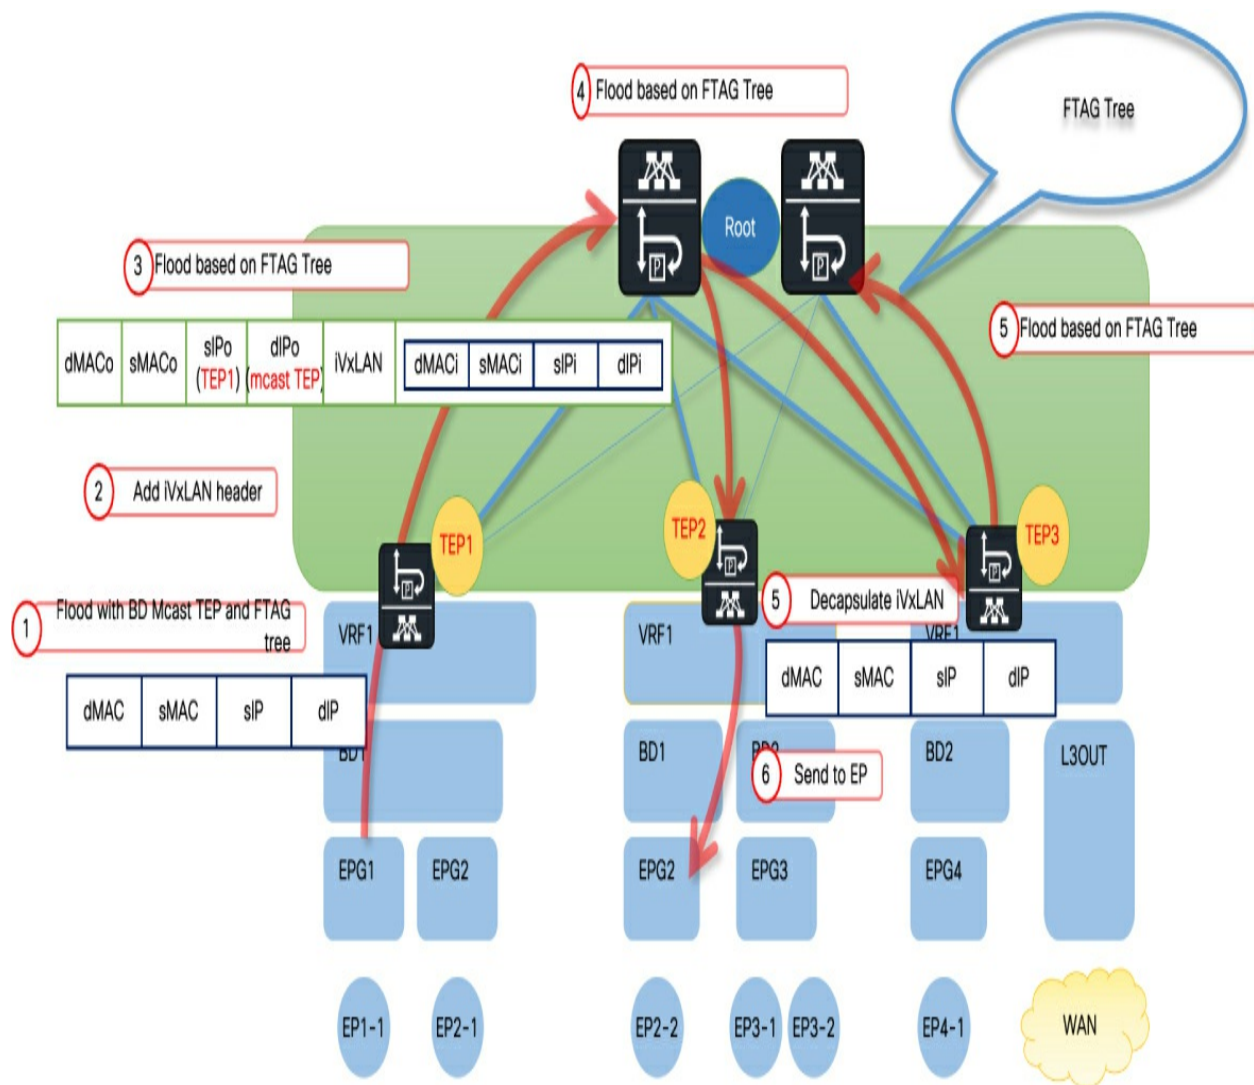 4 Flood based on FTAG Tree
FTAG Tree
Root
3 Flood based on FTAG Tree
5 Flood based on FTAG Tree
dMACo sMACo sIPo (TEP1) dIPo (mcast TEP) iVxLAN dMACi sMACi sIPi dIPi
2 Add iVxLAN header
TEP1
TEP2
TEP3
P
P
P
P
P
1 Flood with BD Mcast TEP and FTAG
tree
5 Decapsulate iVxLAN
VRF1
VRF1
VRF1
dMAC sMAC sIP dIP
dMAC sMAC sIP dIP
BD1
BD1
BD2
BD2
L3OUT
6 Send to EP
EPG1
EPG2
EPG2
EPG3
EPG4
EP1-1
EP2-1
EP2-2
EP3-1
EP3-2
EP4-1
WAN